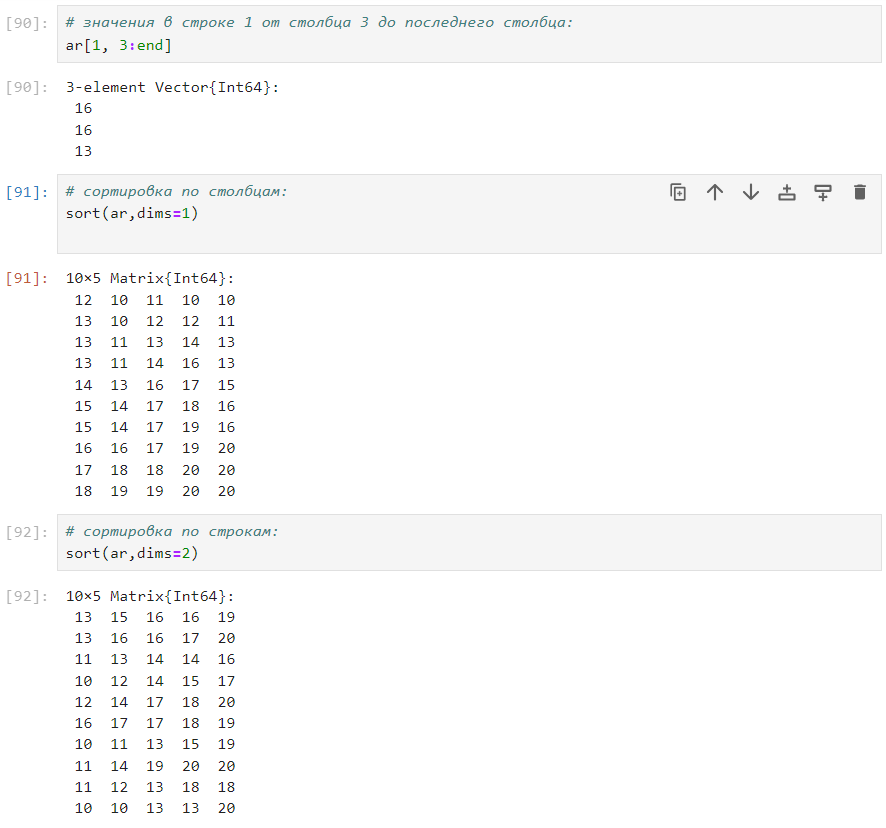 [90]: # значения в строке 1 от столбца 3 до последнего столбца:
ar[1, 3:end]
[90]: 3-element Vector{Int64}:
16
16
13
[91]: # сортировка по столбцам:
sort(ar,dims=1)
[91]: 10×5 Matrix{Int64}:
12 10 11 10 10
13 10 12 12 11
13 11 13 14 13
13 11 14 16 13
14 13 16 17 15
15 14 17 18 16
15 14 17 19 16
16 16 17 19 20
17 18 18 20 20
18 19 19 20 20
[92]: # сортировка по строкам:
sort(ar,dims=2)
[92]: 10×5 Matrix{Int64}:
13 15 16 16 19
13 16 16 17 20
11 13 14 14 16
10 12 14 15 17
12 14 17 18 20
16 17 17 18 19
10 11 13 15 19
11 14 19 20 20
11 12 13 18 18
10 10 13 13 20